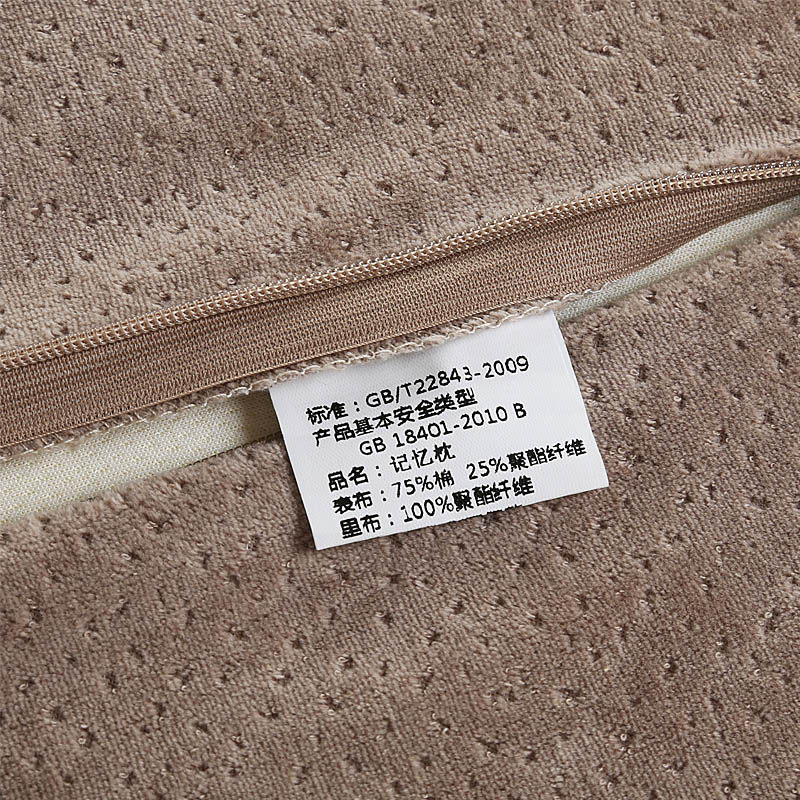 标准：GB/T22843-2009
产品基本安全类型
GB 18401-2010 B
品名：记忆枕
表布：75%棉 25%聚酯纤维
里布：100%聚酯纤维